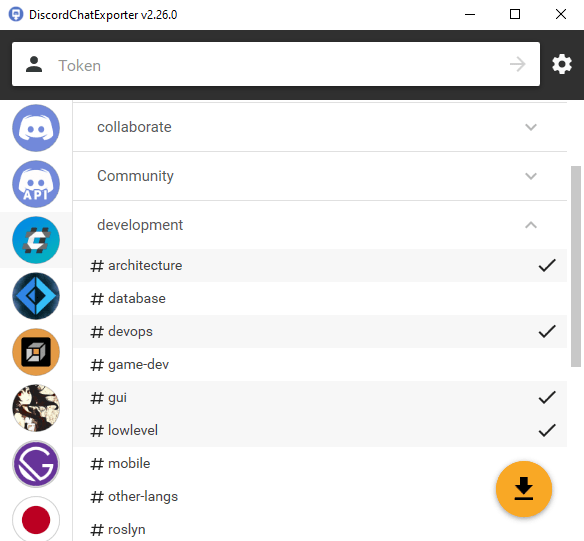 DiscordChatExporter v2.26.0
Token
collaborate
API
Community
development
# architecture
# database
# devops
# game-dev
# gui
# lowlevel
# mobile
# other-langs
# roslyn